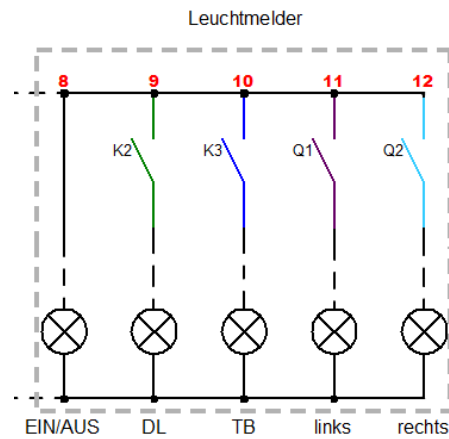 Leuchtmelder
8 9 10 11 12
K2 K3 Q1 Q2
EIN/AUS DL TB links rechts